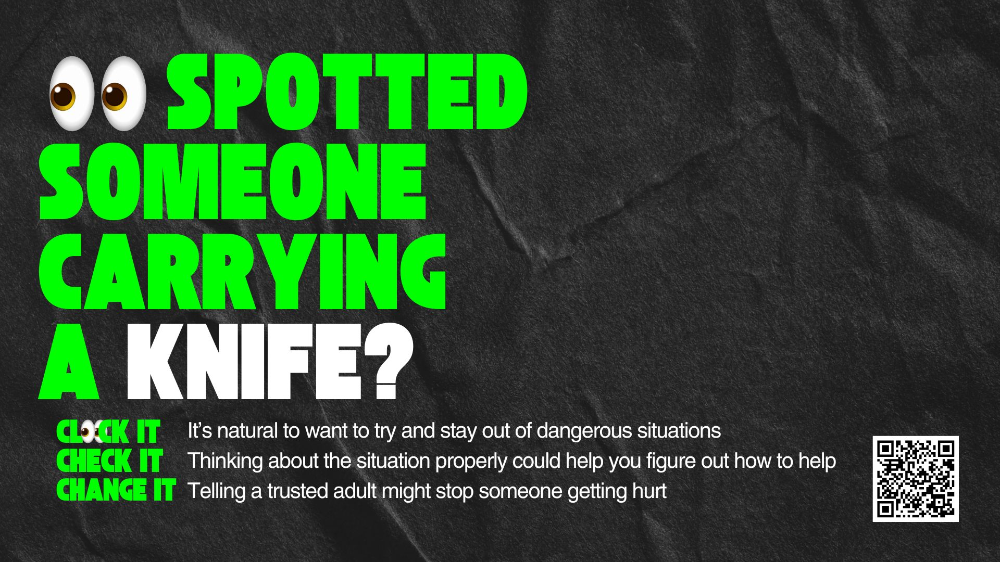 👀 SPOTTED
SOMEONE
CARRYING
A KNIFE?
CL👀CK IT It’s natural to want to try and stay out of dangerous situations
CHECK IT Thinking about the situation properly could help you figure out how to help
CHANGE IT Telling a trusted adult might stop someone getting hurt